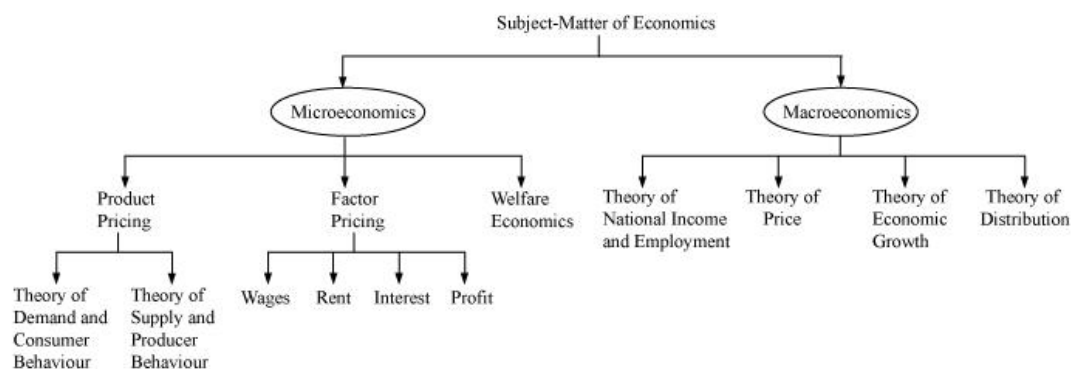 Subject-Matter of Economics
Microeconomics
Macroeconomics
Product
Pricing
Factor
Pricing
Welfare
Economics
Theory of
National Income
and Employment
Theory of
Price
Theory of
Economic
Growth
Theory of
Distribution
Theory of
Demand and
Consumer
Behaviour
Theory of
Supply and
Producer
Behaviour
Wages
Rent
Interest
Profit